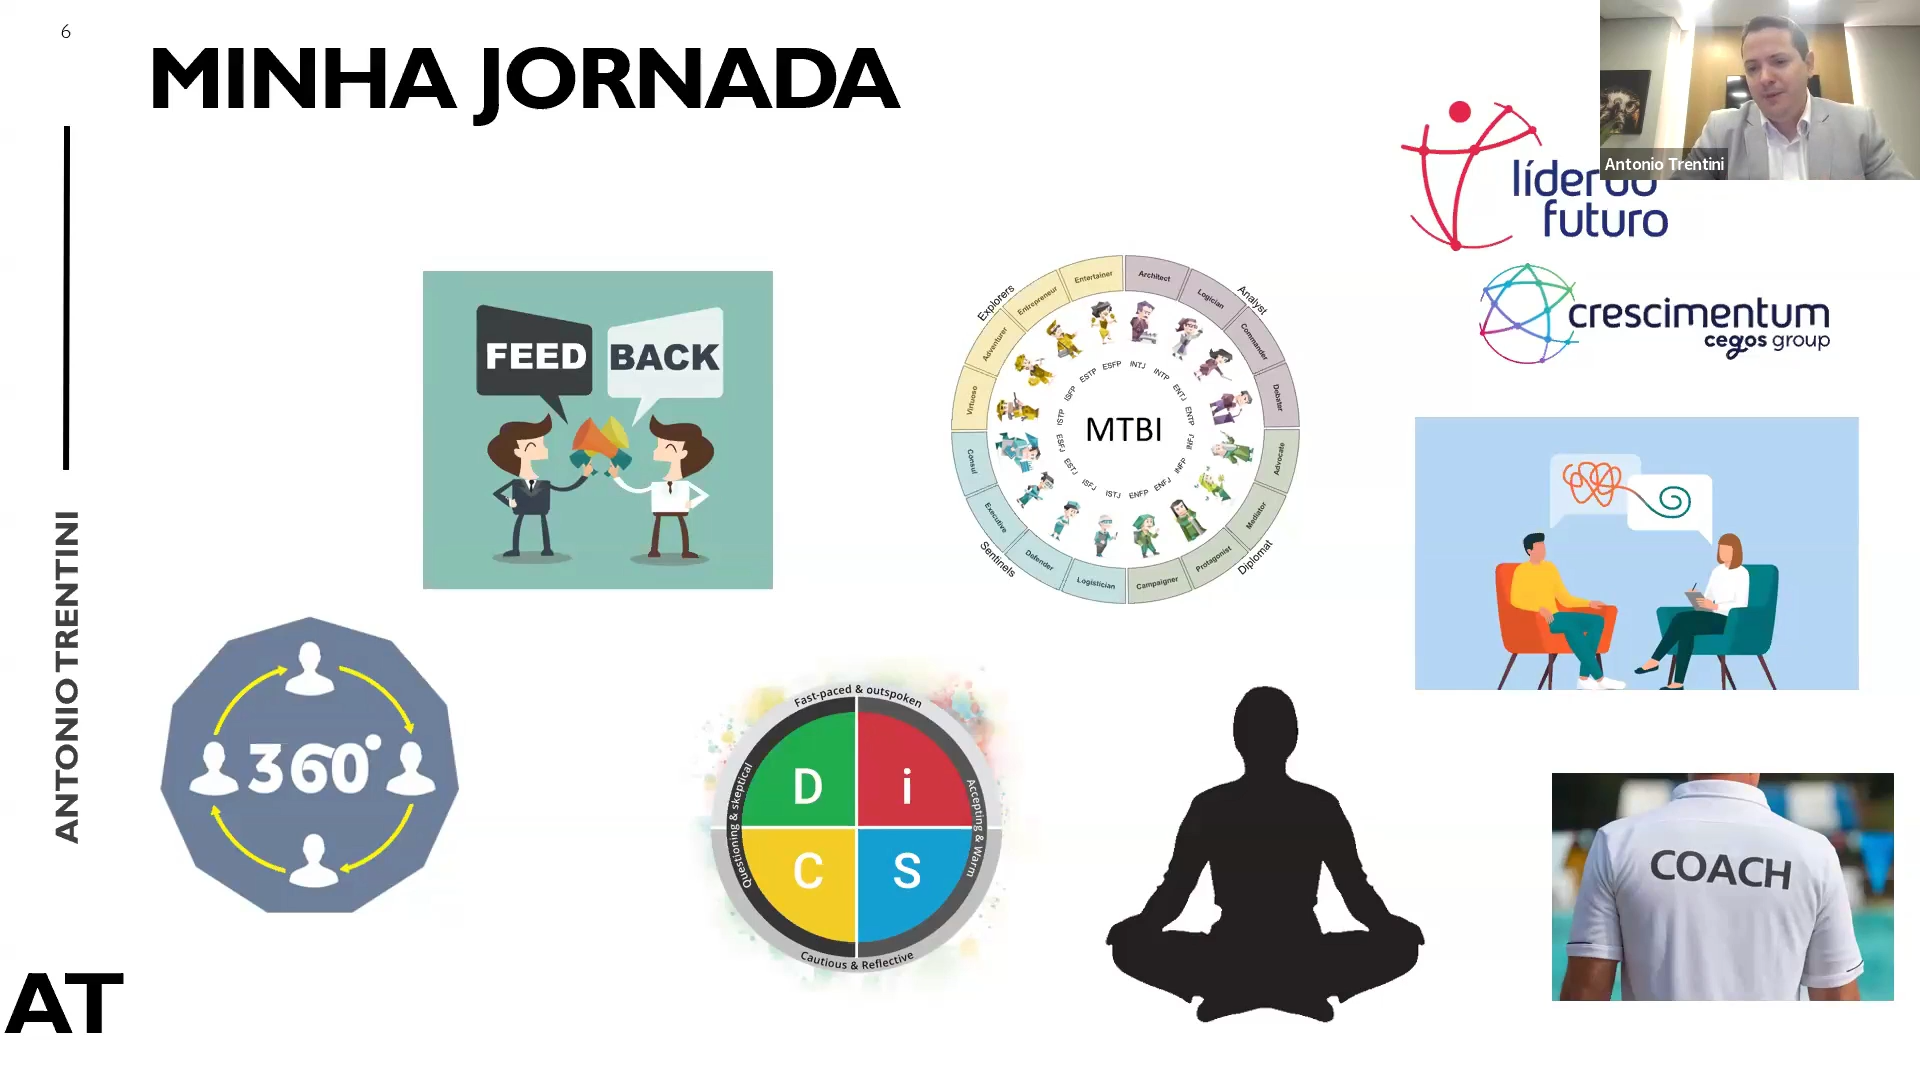 6
MINHA JORNADA
Antonio Trentini
líder do
futuro
crescimentum
cegos group
FEED BACK
Explorers
Analyst
Sentinels
Diplomat
Virtuoso
Adventurer
Entrepreneur
Entertainer
Architect
Logician
Commander
Debater
Advocate
Mediator
Protagonist
Campaigner
Logistician
Defender
Executive
Consul
ISTP
ISFP
ESTP
ESFP
INTJ
INTP
ENTJ
ENTP
INFJ
INFP
ENFJ
ENFP
ISTJ
ISFJ
ESTJ
ESFJ
MTBI
ANTONIO TRENTINI
360°
Fast-paced & outspoken
Questioning & skeptical
Accepting & Warm
Cautious & Reflective
D i
C S
COACH
AT